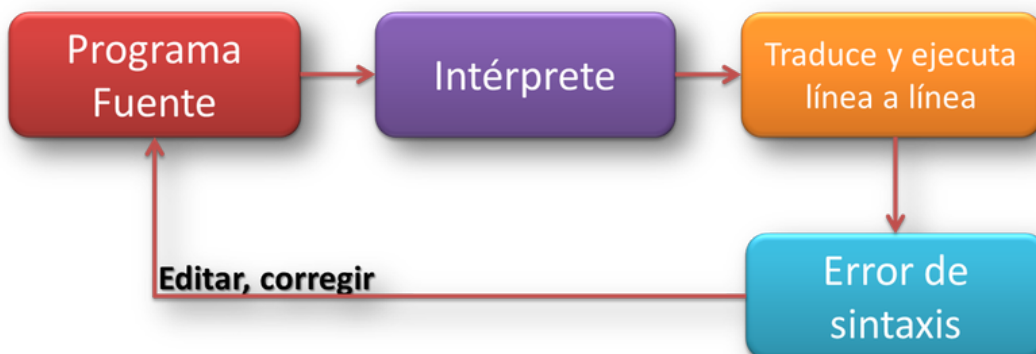 Programa
Fuente
Intérprete
Traduce y ejecuta
línea a línea
Error de
sintaxis
Editar, corregir